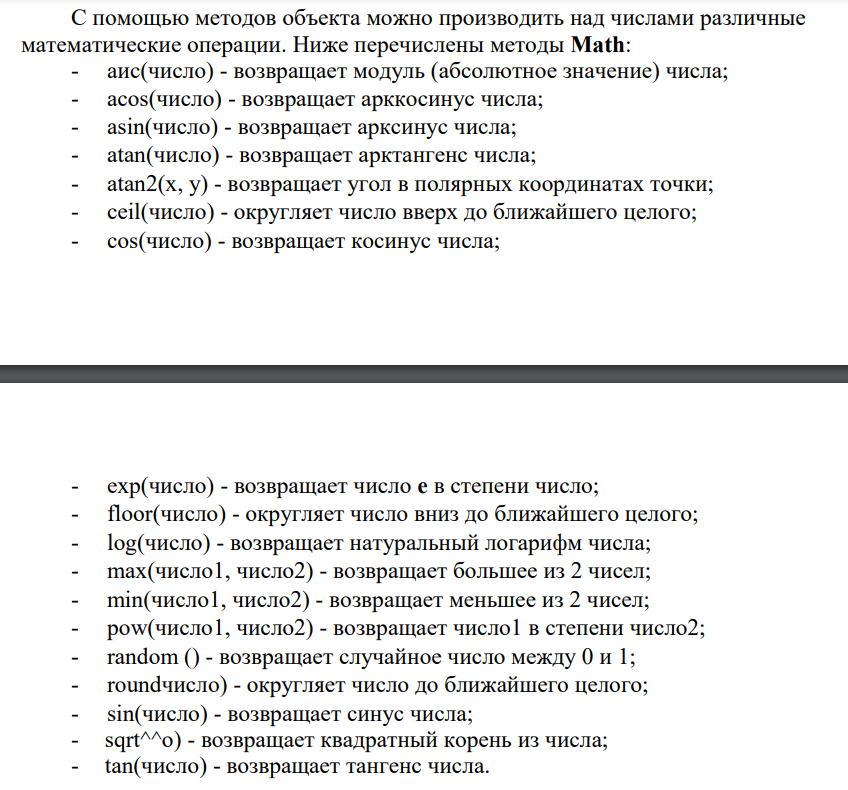 С помощью методов объекта можно производить над числами различные
математические операции. Ниже перечислены методы Math:
- аис(число) - возвращает модуль (абсолютное значение) числа;
- acos(число) - возвращает арккосинус числа;
- asin(число) - возвращает арксинус числа;
- atan(число) - возвращает арктангенс числа;
- atan2(x, y) - возвращает угол в полярных координатах точки;
- ceil(число) - округляет число вверх до ближайшего целого;
- cos(число) - возвращает косинус числа;
- exp(число) - возвращает число е в степени число;
- floor(число) - округляет число вниз до ближайшего целого;
- log(число) - возвращает натуральный логарифм числа;
- max(число1, число2) - возвращает большее из 2 чисел;
- min(число1, число2) - возвращает меньшее из 2 чисел;
- pow(число1, число2) - возвращает число1 в степени число2;
- random () - возвращает случайное число между 0 и 1;
- roundчисло) - округляет число до ближайшего целого;
- sin(число) - возвращает синус числа;
- sqrt^^о) - возвращает квадратный корень из числа;
- tan(число) - возвращает тангенс числа.